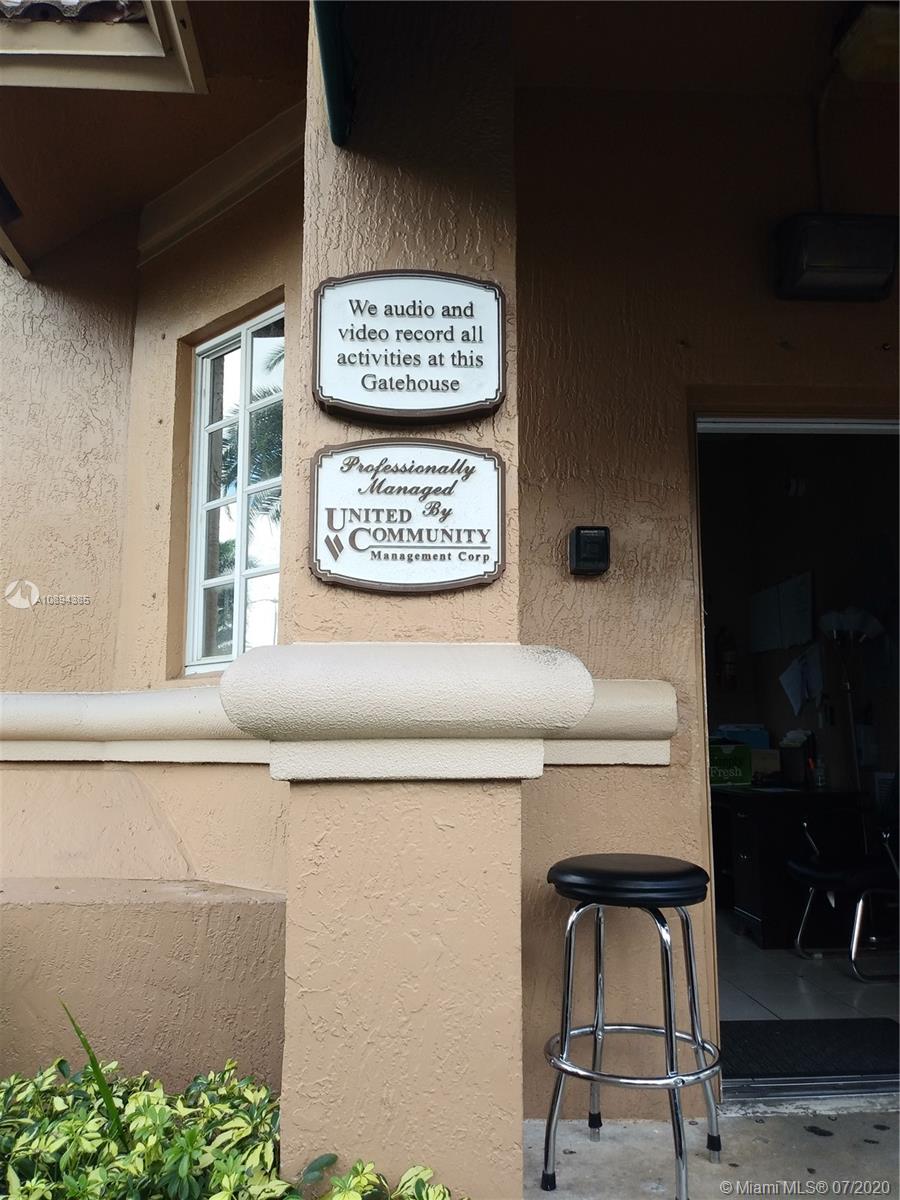 We audio and
video record all
activities at this
Gatehouse
Professionally
Managed
By
UNITED
COMMUNITY
Management Corp
Fresh
© Miami MLS® 07/2020